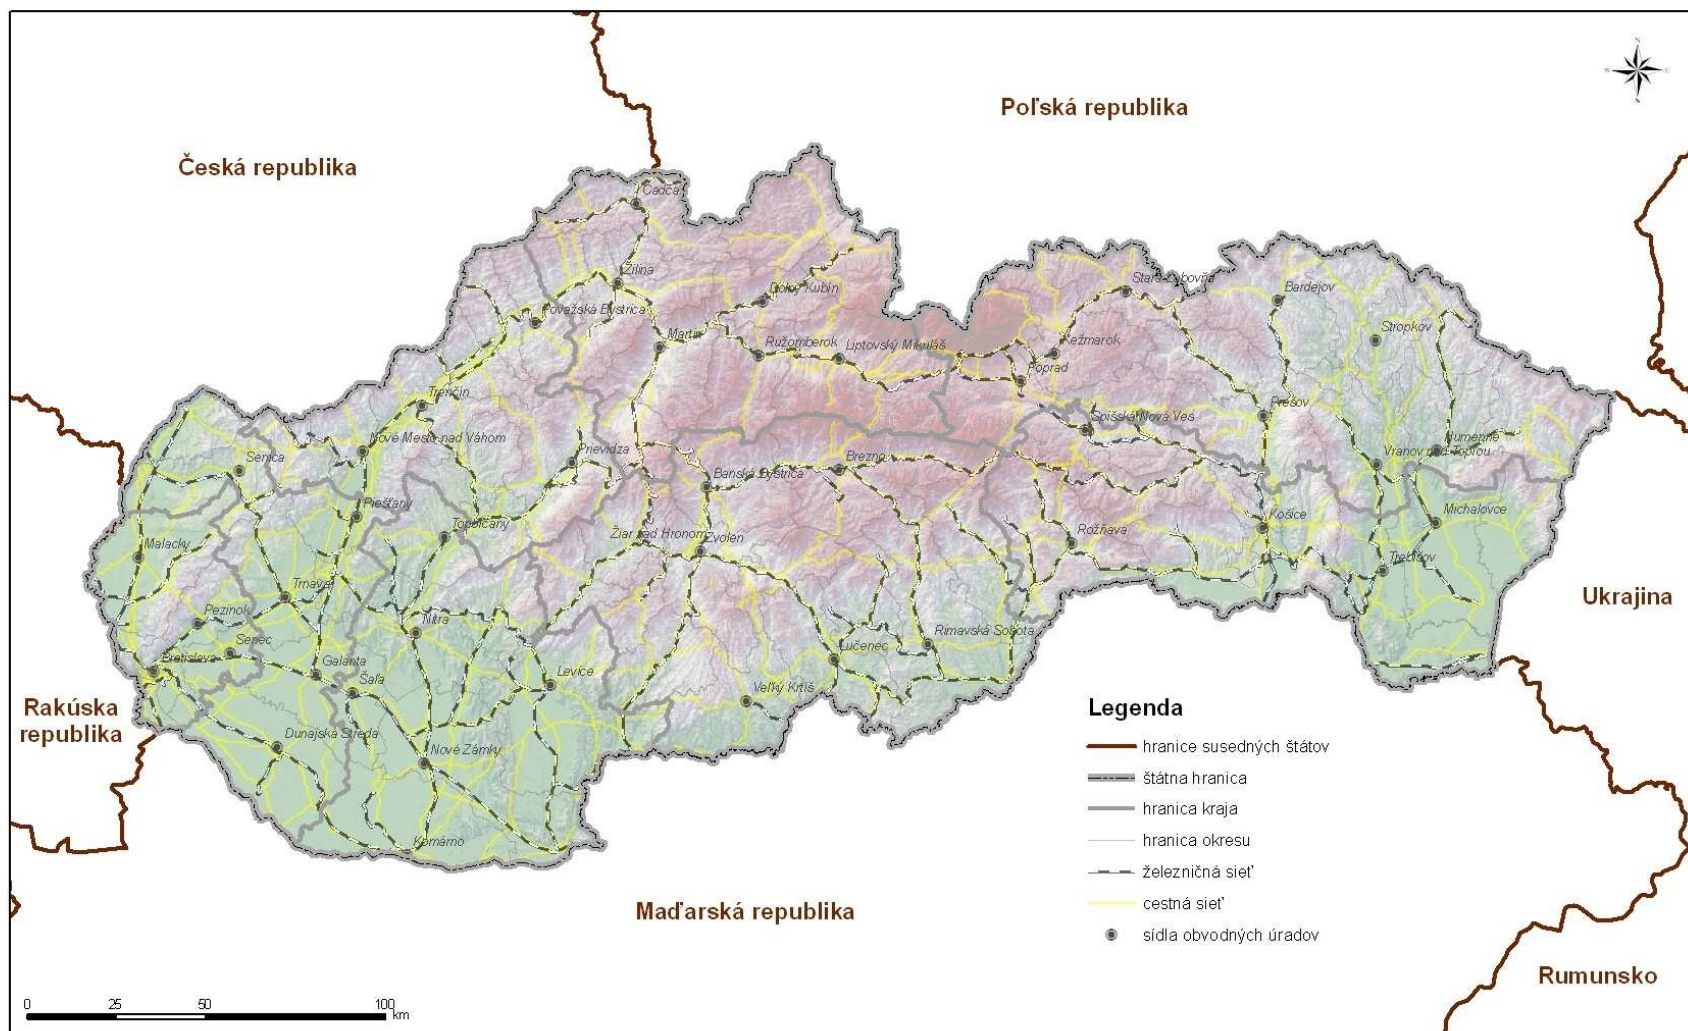 N
W
E
S
Poľská republika
Česká republika
Čadca
Žilina
Stará Ľubovňa
Dolný Kubín
Bardejov
Považská Bystrica
Stropkov
Martin
Kežmarok
Ružomberok
Liptovský Mikuláš
Poprad
Trenčín
Prešov
Spišská Nová Ves
Nové Mesto nad Váhom
Humenné
Prievidza
Brezno
Vranov nad Topľou
Senica
Banská Bystrica
Piešťany
Michalovce
Topoľčany
Košice
Žiar nad Hronom
Rožňava
Zvolen
Malacky
Trebišov
Trnava
Ukrajina
Pezinok
Nitra
Senec
Rimavská Sobota
Lučenec
Bratislava
Galanta
Levice
Šaľa
Veľký Krtíš
Rakúska
republika
Legenda
Dunajská Streda
Nové Zámky
hranice susedných štátov
štátna hranica
hranica kraja
hranica okresu
Komárno
železničná sieť
cestná sieť
Maďarská republika
sídla obvodných úradov
Rumunsko
0 25 50 100
km